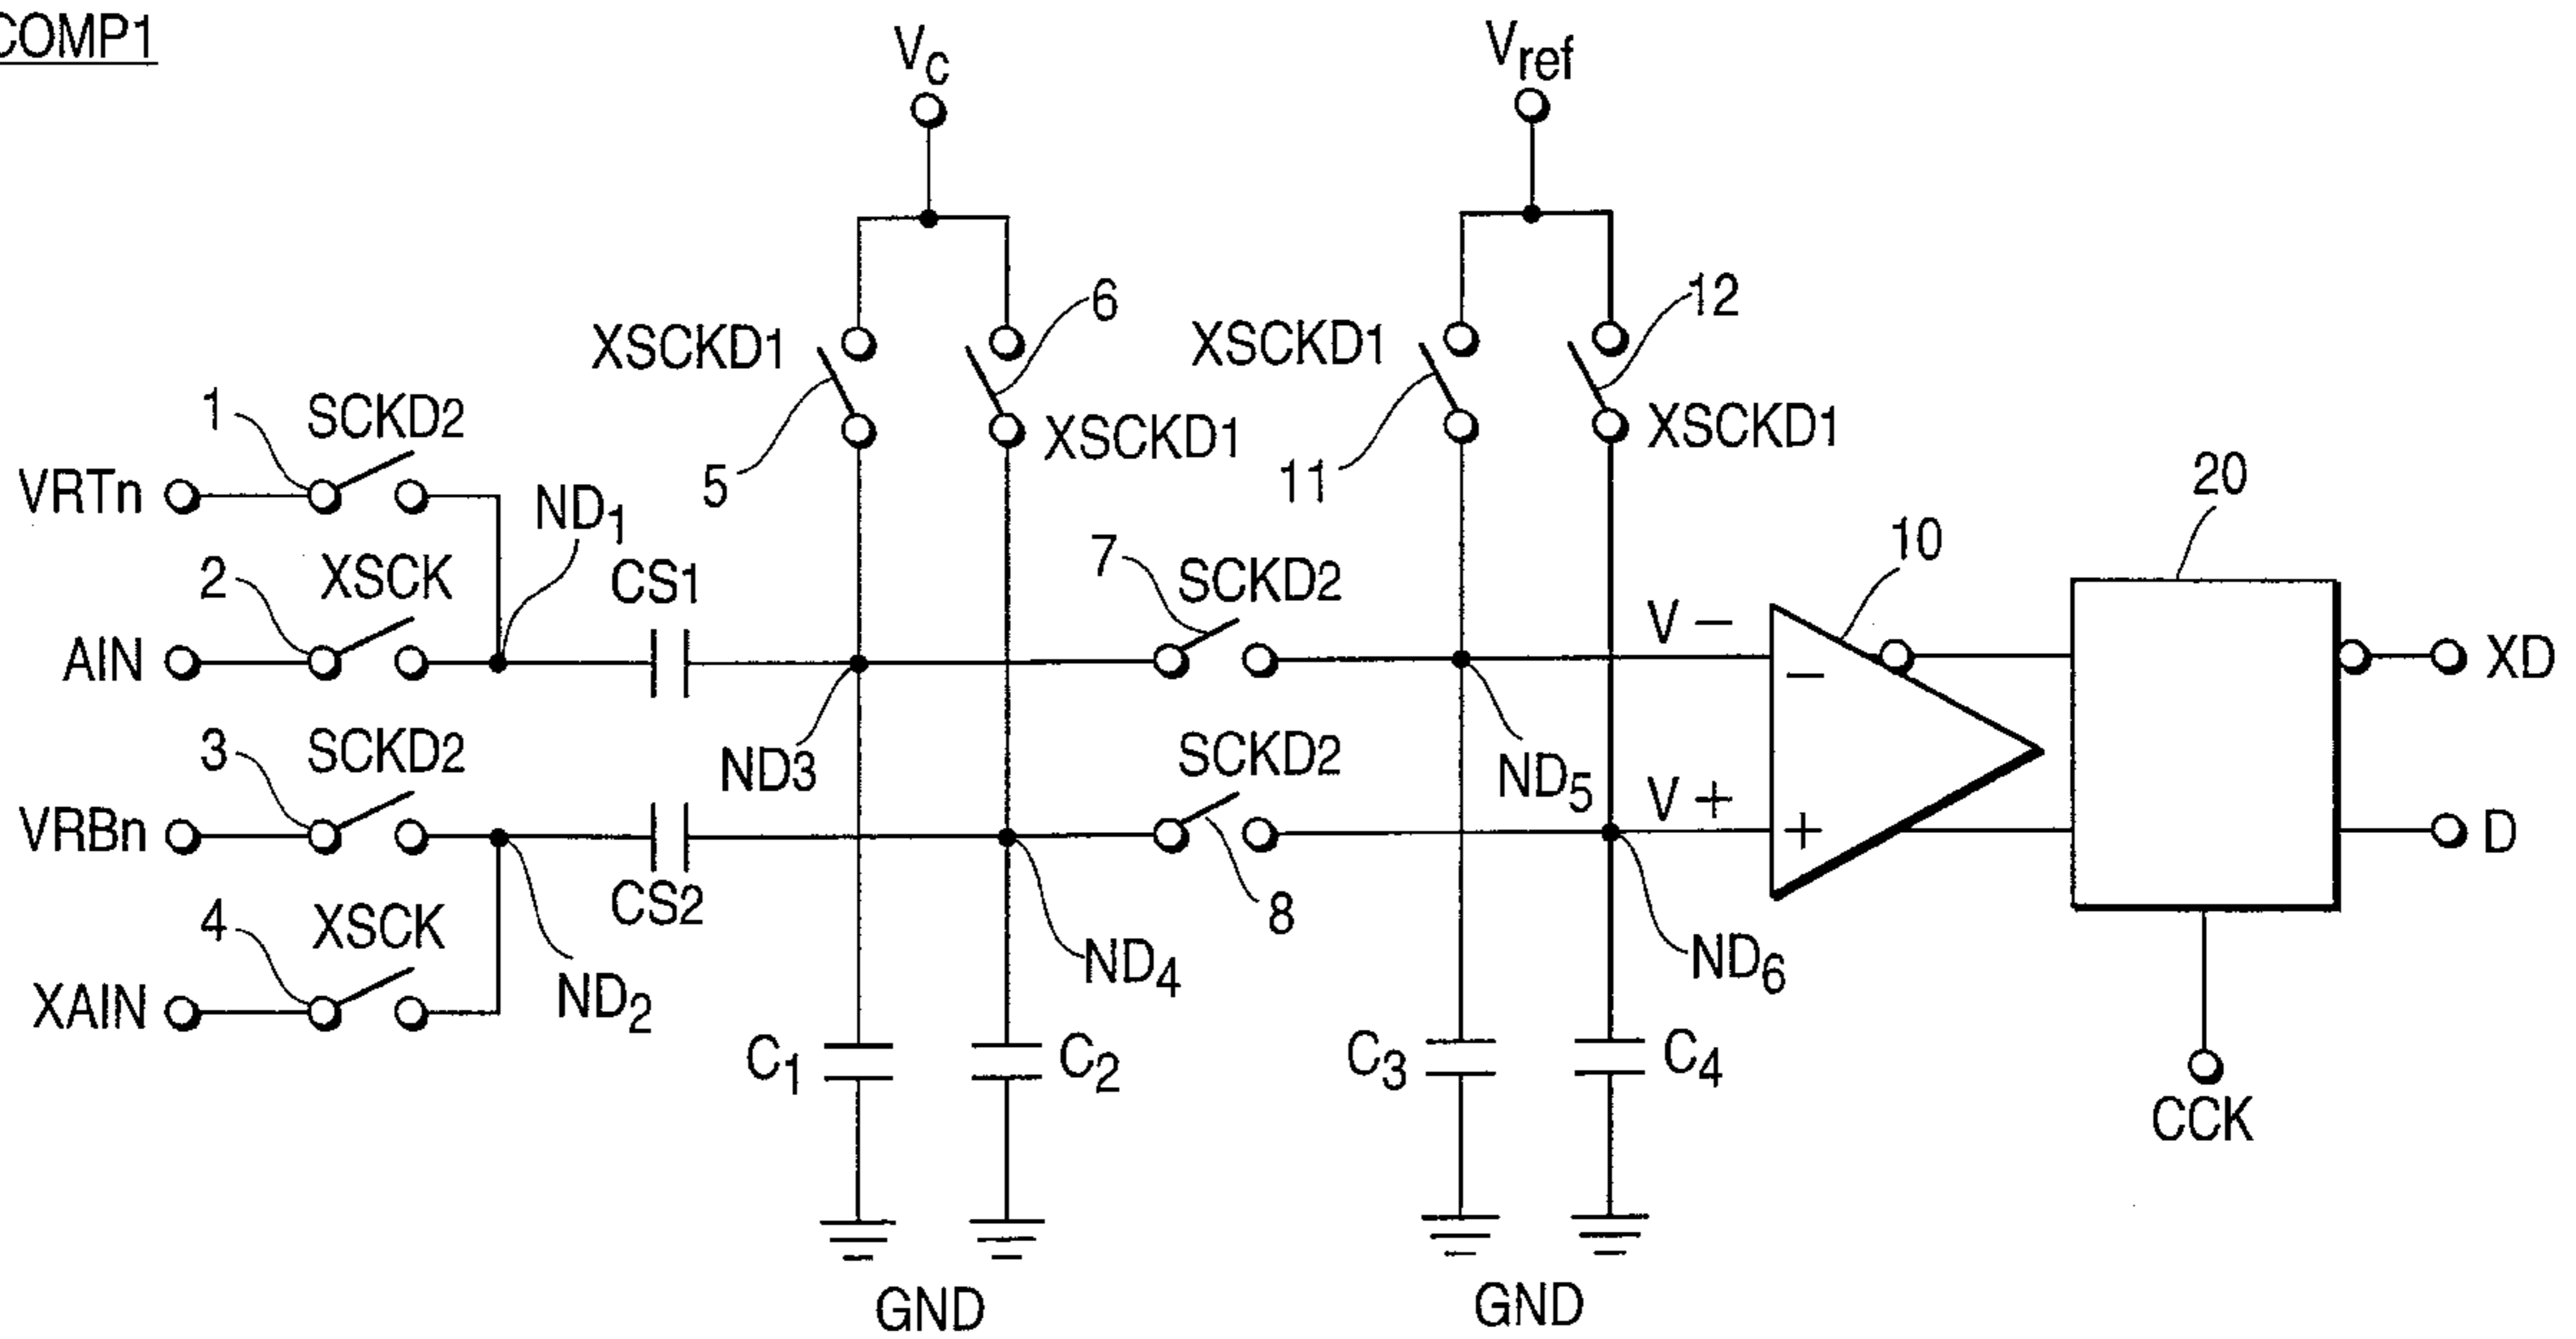 COMP1
Vc
Vref
XSCKD1
6
XSCKD1
12
XSCKD1
5
XSCKD1
11
1
SCKD2
VRTn
ND1
2
XSCK
CS1
AIN
7
SCKD2
V −
10
20
−
XD
3
SCKD2
ND3
SCKD2
ND5
V +
+
D
VRBn
CS2
8
4
XSCK
ND2
ND4
ND6
XAIN
C1
C2
C3
C4
CCK
GND
GND